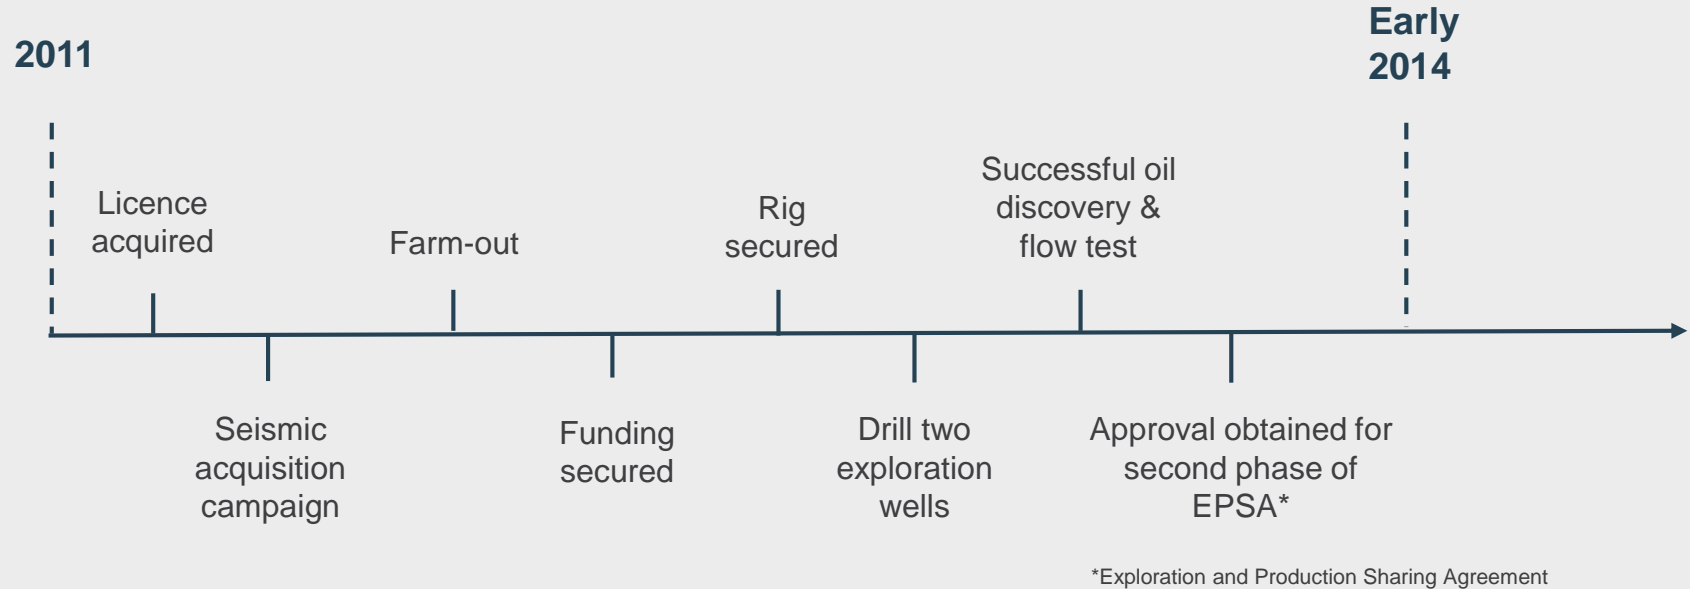 2011
Early
2014
Licence
acquired
Seismic
acquisition
campaign
Farm-out
Funding
secured
Rig
secured
Drill two
exploration
wells
Successful oil
discovery &
flow test
Approval obtained for
second phase of
EPSA*
*Exploration and Production Sharing Agreement